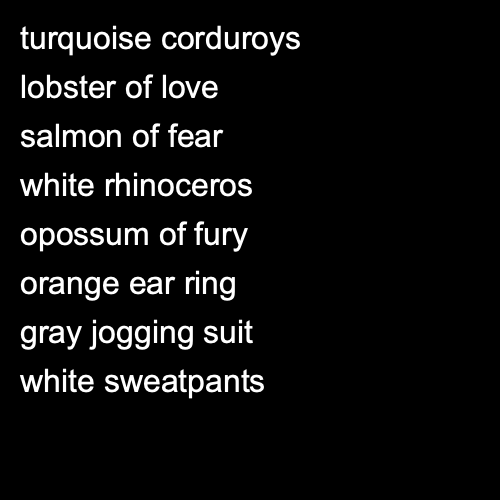 turquoise corduroys
lobster of love
salmon of fear
white rhinoceros
opossum of fury
orange ear ring
gray jogging suit
white sweatpants